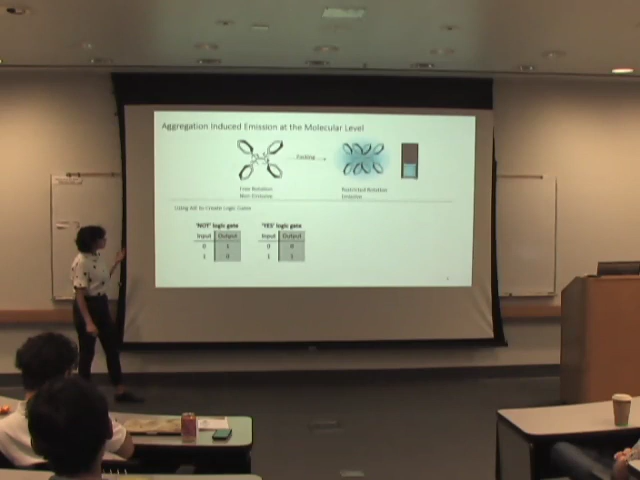 Aggregation Induced Emission at the Molecular Level
Packing
Free Rotation
Non-Emissive
Restricted Rotation
Emissive
Using AIE to Create Logic Gates
'NOT' logic gate
Input Output
0 1
1 0
'YES' logic gate
Input Output
0 0
1 1